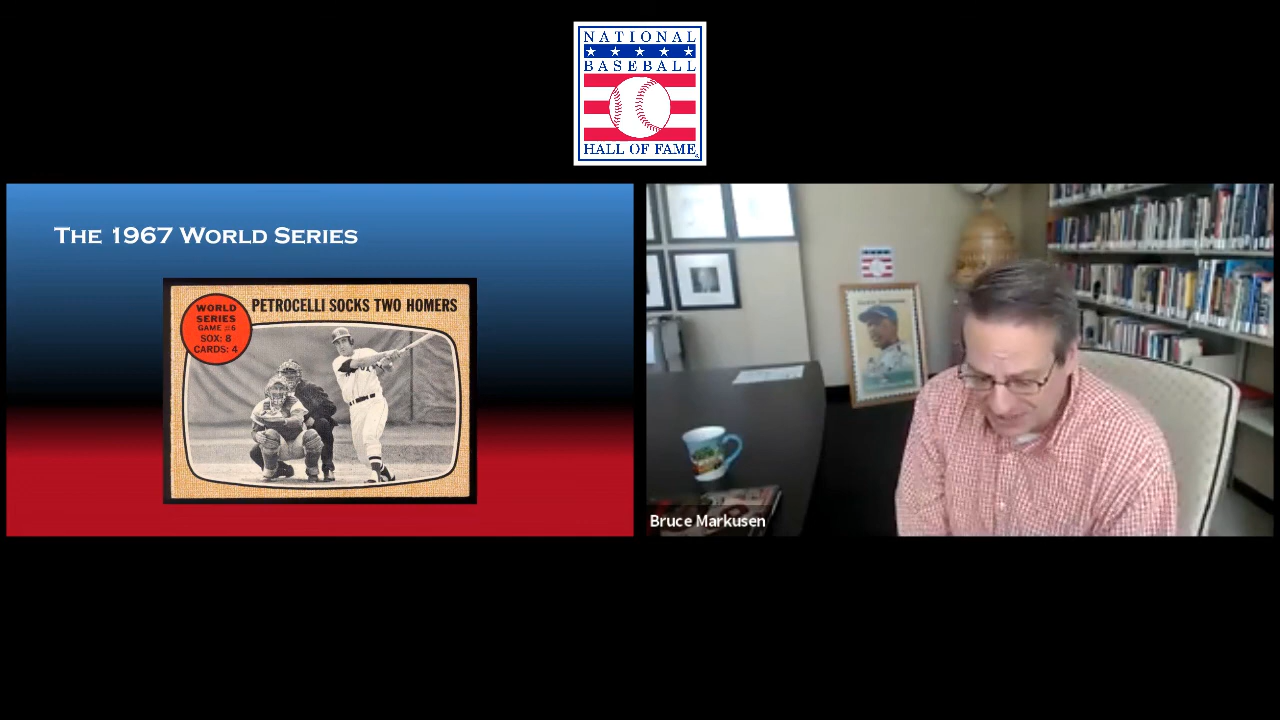 NATIONAL
BASEBALL
HALL OF FAME
THE 1967 WORLD SERIES
WORLD
SERIES
GAME #6
SOX: 8
CARDS: 4
PETROCELLI SOCKS TWO HOMERS
Bruce Markusen